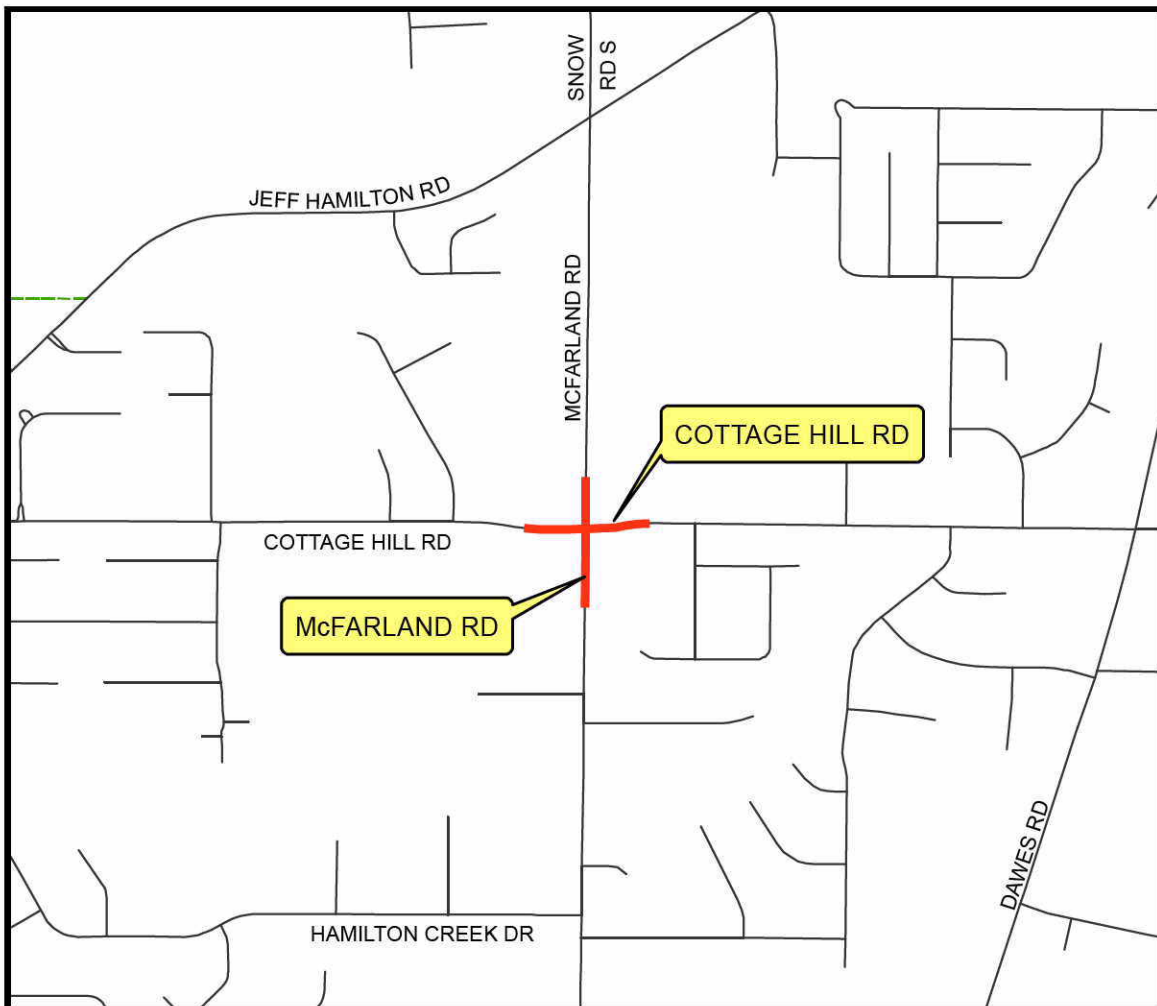 SNOW
RD S
JEFF HAMILTON RD
MCFARLAND RD
COTTAGE HILL RD
COTTAGE HILL RD
McFARLAND RD
DAWES RD
HAMILTON CREEK DR